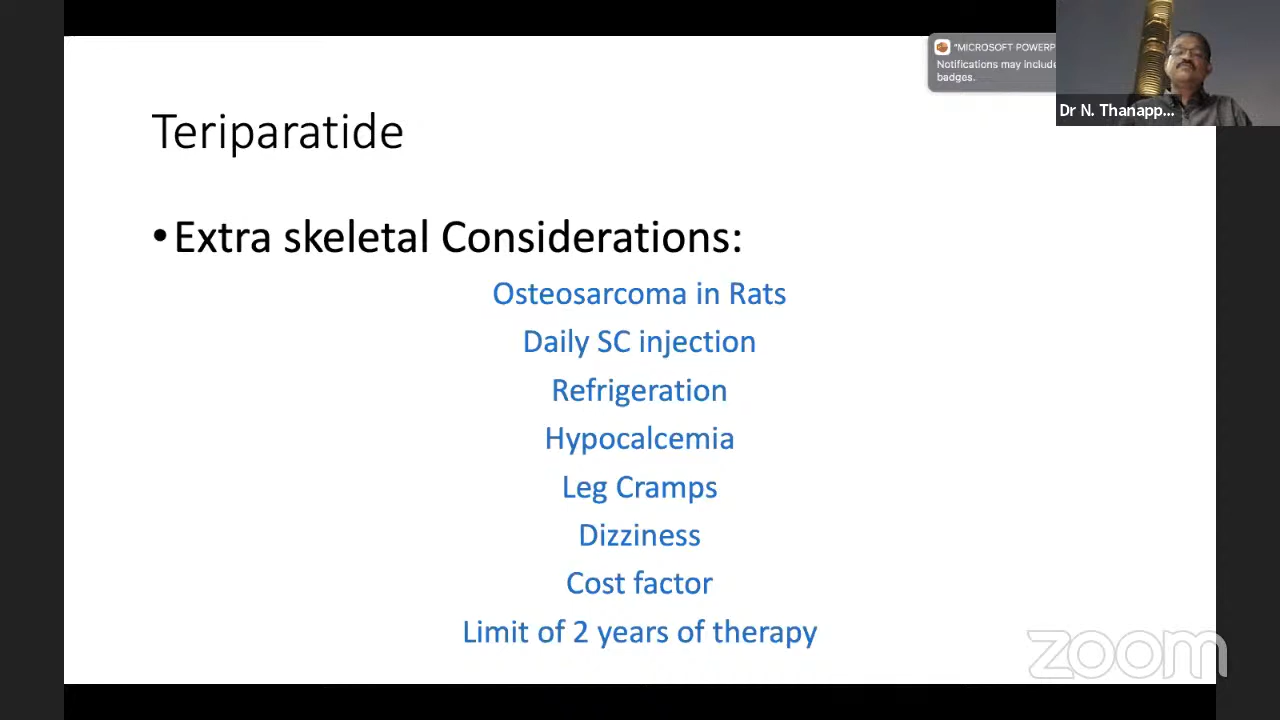 "MICROSOFT POWERP
Notifications may include
badges.
Dr N. Thanapp...
Teriparatide
•Extra skeletal Considerations:
Osteosarcoma in Rats
Daily SC injection
Refrigeration
Hypocalcemia
Leg Cramps
Dizziness
Cost factor
Limit of 2 years of therapy
zoom